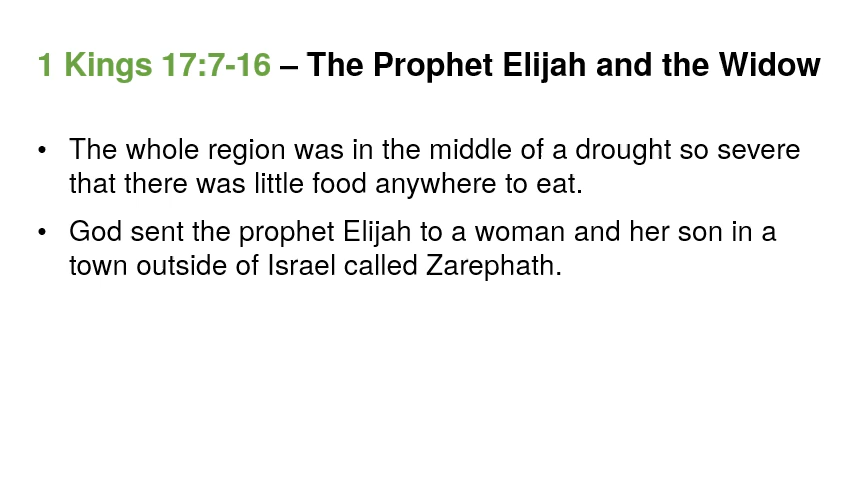 1 Kings 17:7-16 – The Prophet Elijah and the Widow
• The whole region was in the middle of a drought so severe
that there was little food anywhere to eat.
• God sent the prophet Elijah to a woman and her son in a
town outside of Israel called Zarephath.